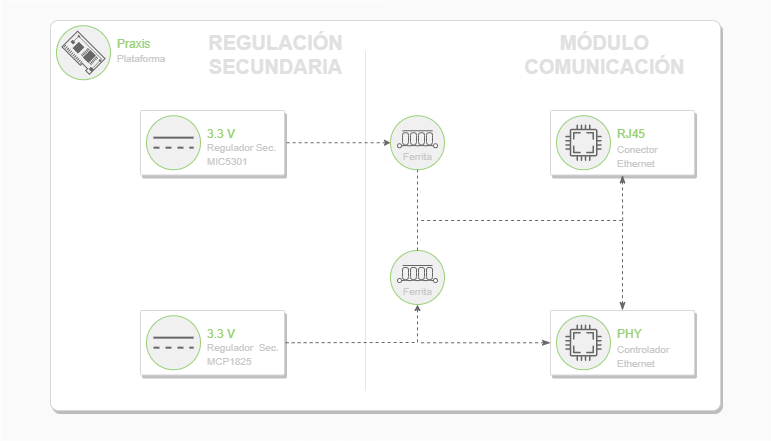 Praxis
Plataforma
REGULACIÓN
SECUNDARIA
MÓDULO
COMUNICACIÓN
3.3 V
Regulador Sec.
MIC5301
Ferrita
RJ45
Conector
Ethernet
Ferrita
3.3 V
Regulador Sec.
MCP1825
PHY
Controlador
Ethernet